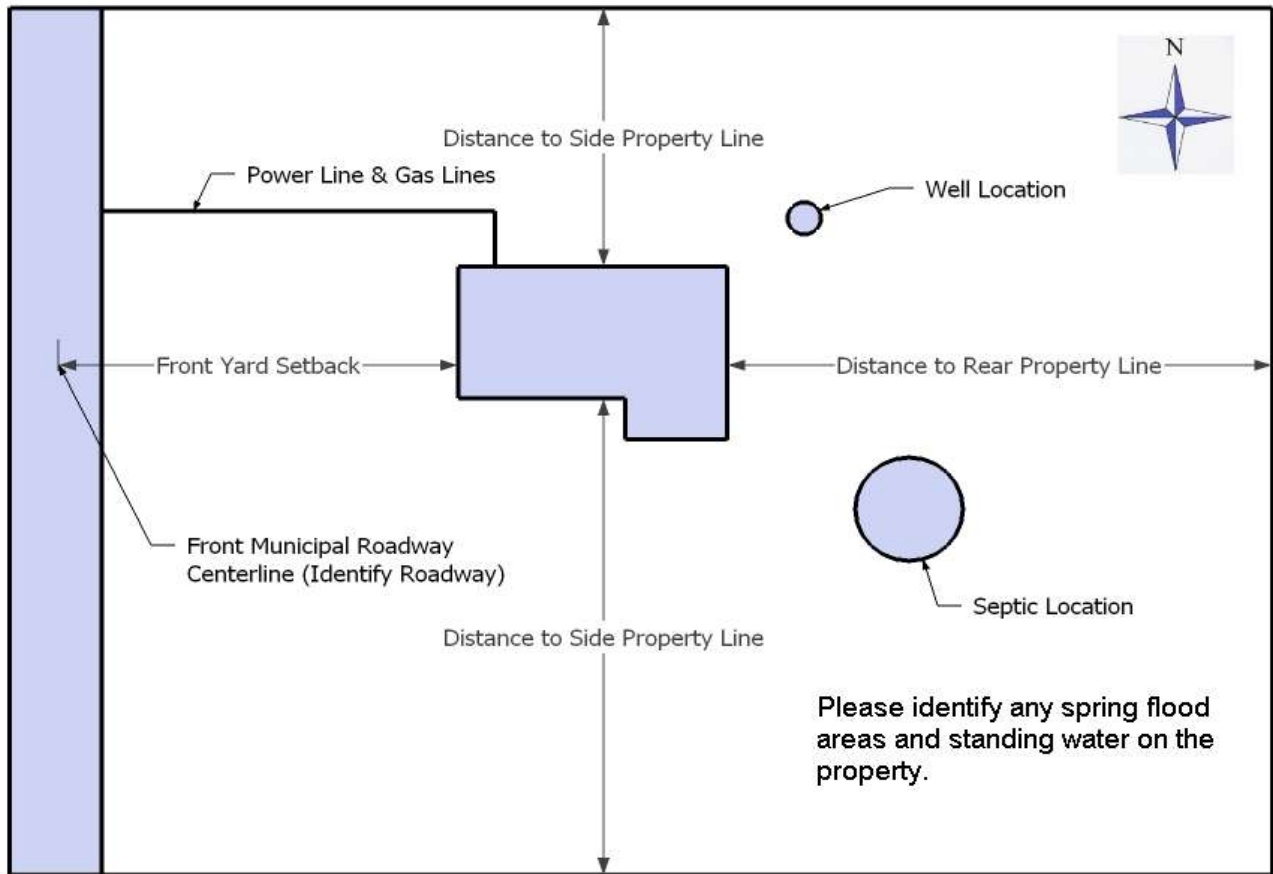 N
Distance to Side Property Line
Power Line & Gas Lines
Well Location
Front Yard Setback
Distance to Rear Property Line
Front Municipal Roadway
Centerline (Identify Roadway)
Septic Location
Distance to Side Property Line
Please identify any spring flood
areas and standing water on the
property.